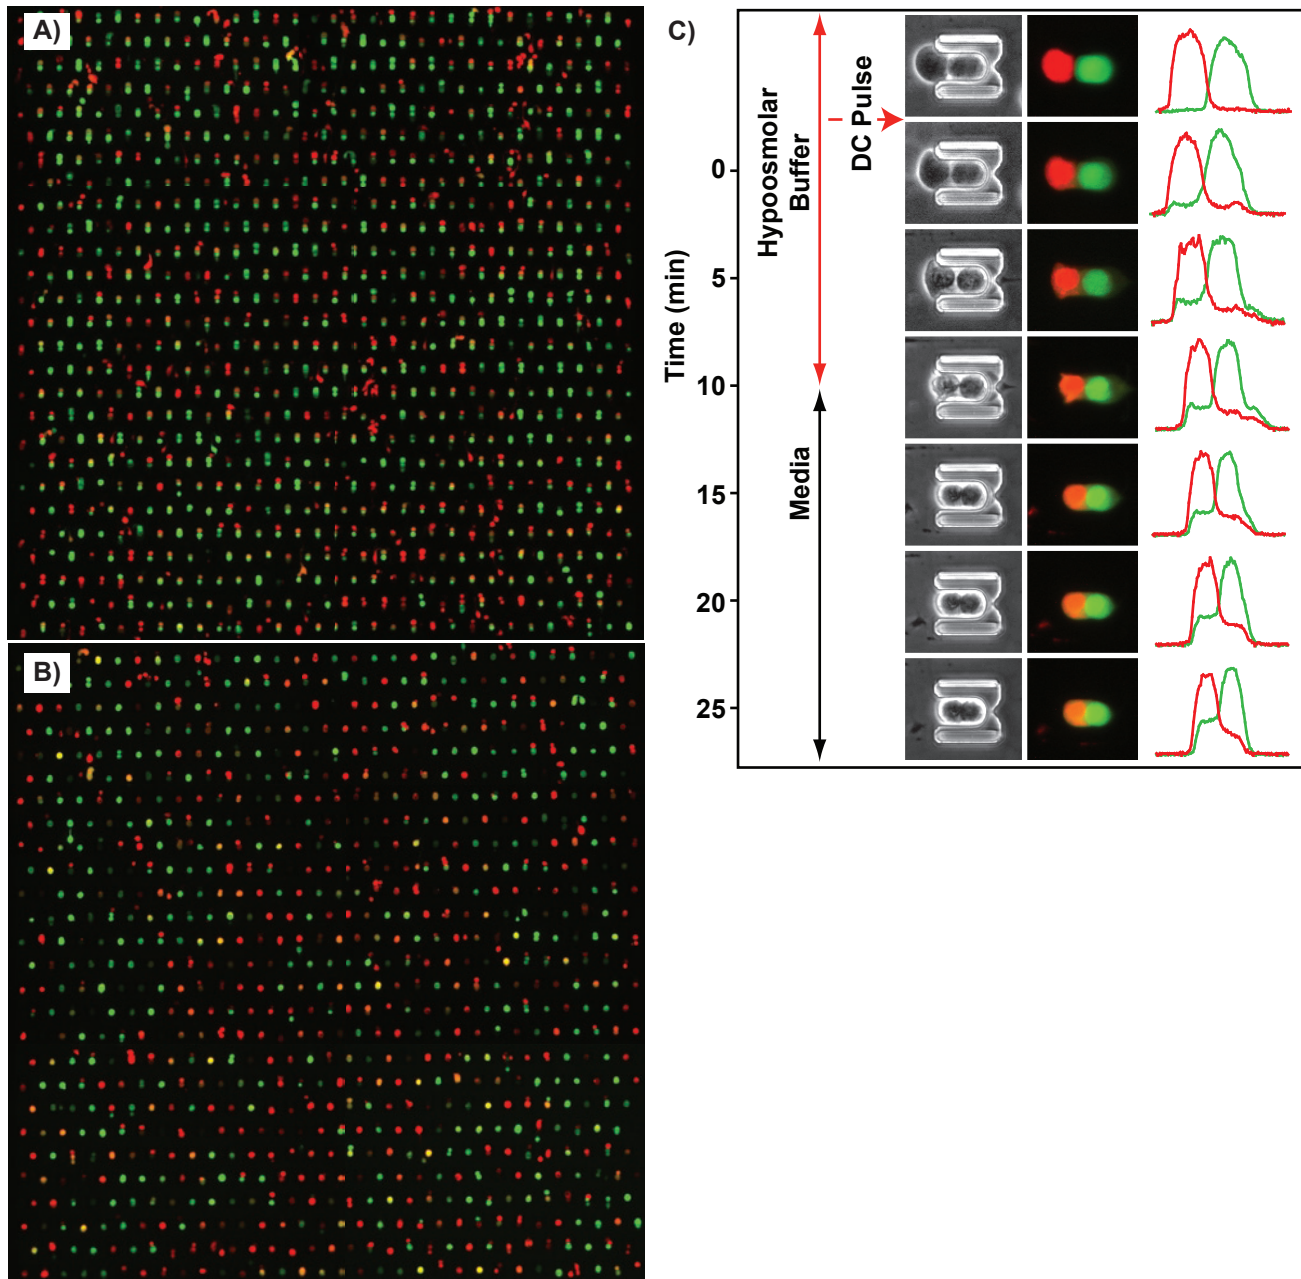 A)
B)
C)
Hypoosmolar
Buffer
DC Pulse
Media
Time (min)
0
5
10
15
20
25